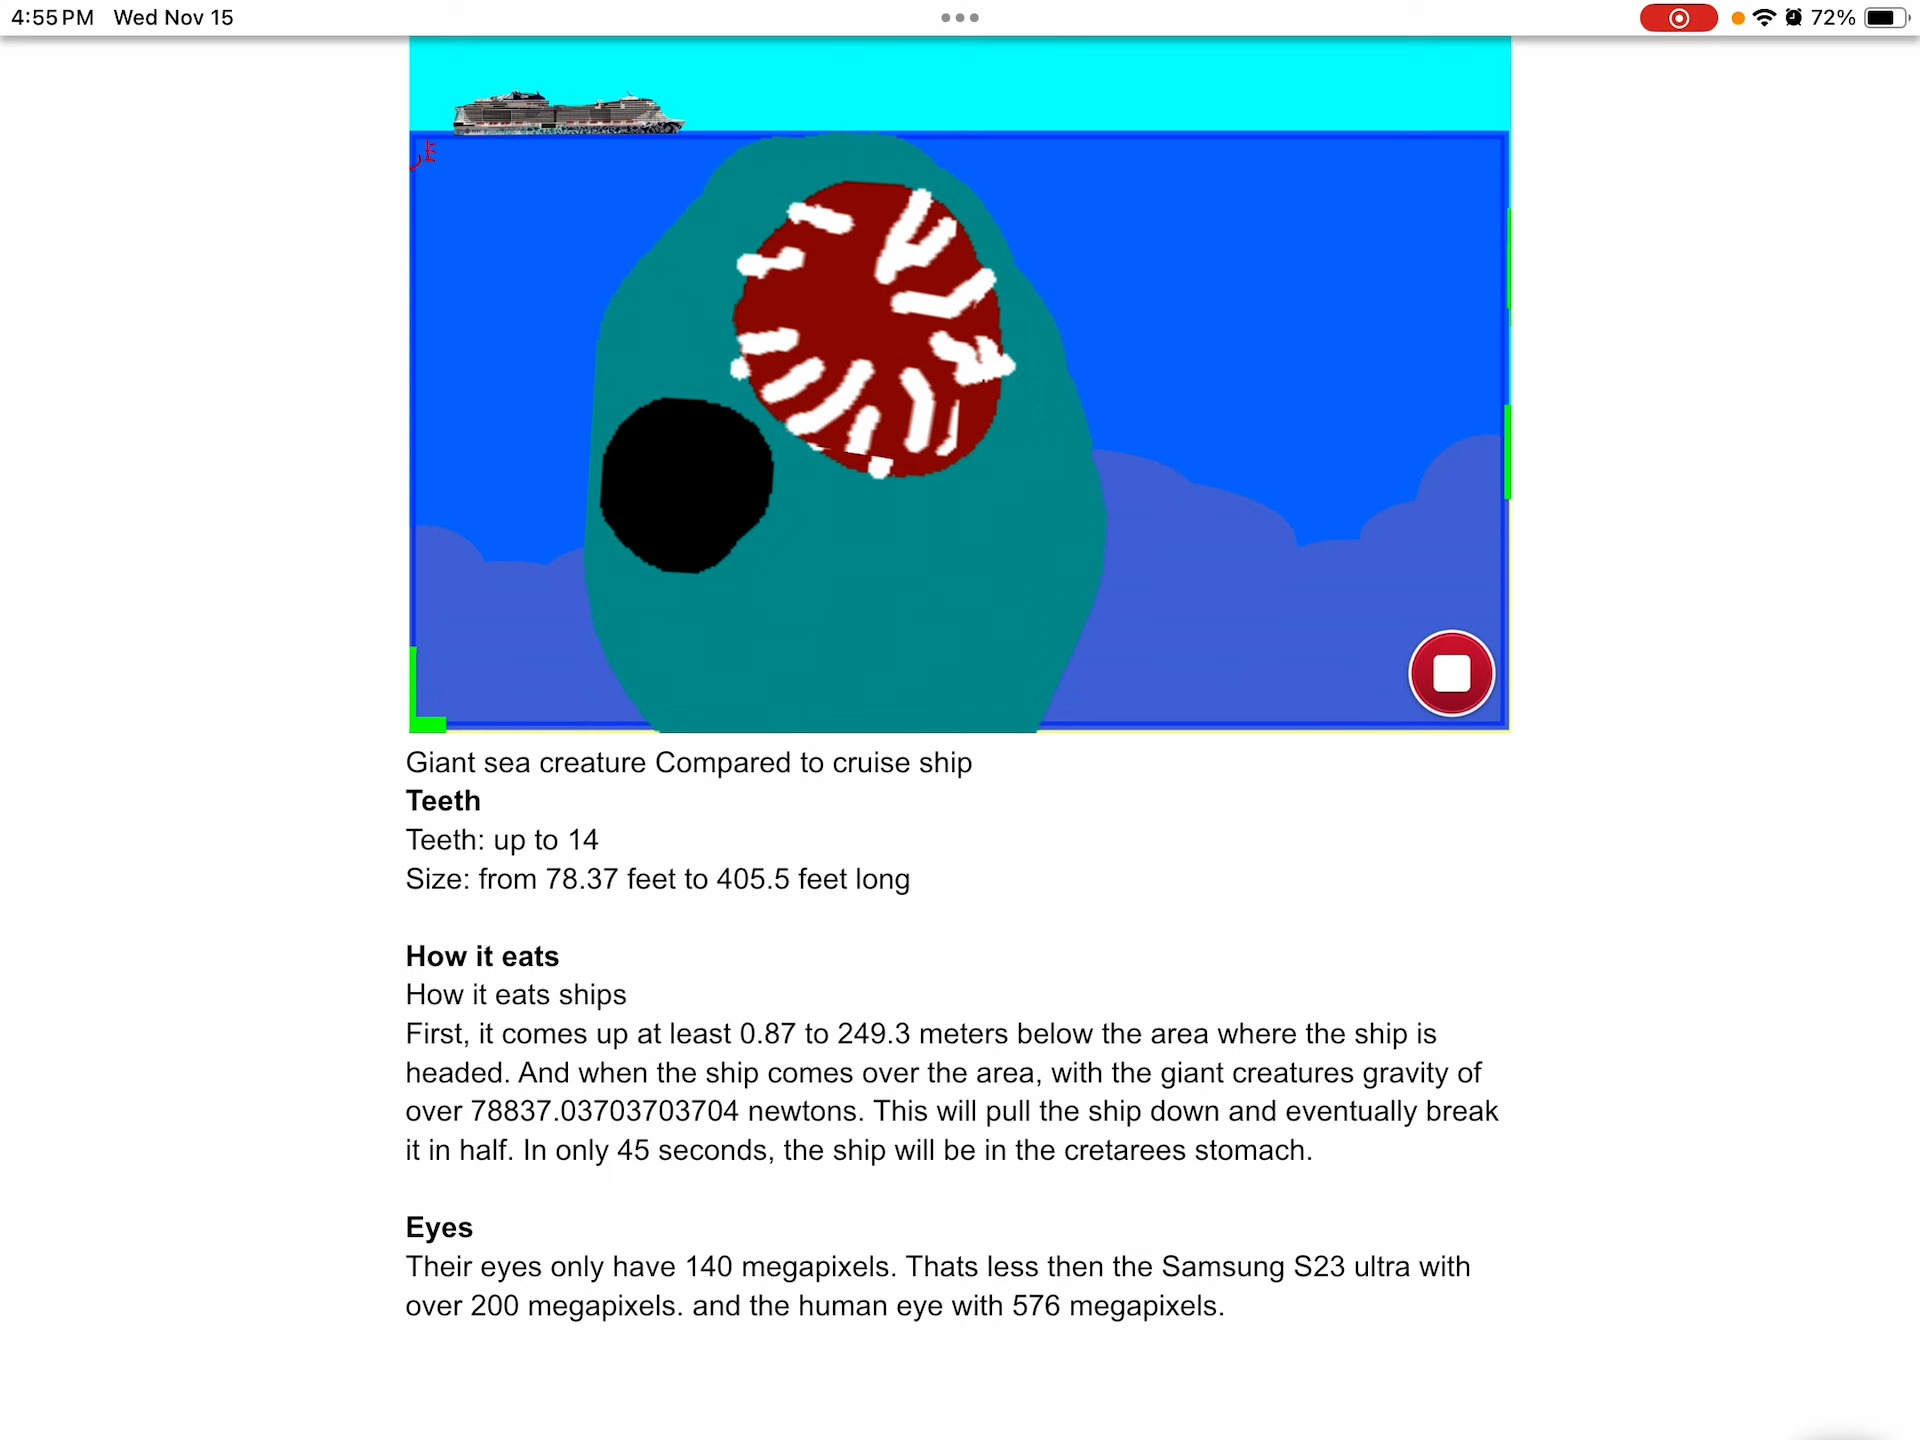 4:55 PM Wed Nov 15
72%
Giant sea creature Compared to cruise ship
Teeth
Teeth: up to 14
Size: from 78.37 feet to 405.5 feet long
How it eats
How it eats ships
First, it comes up at least 0.87 to 249.3 meters below the area where the ship is
headed. And when the ship comes over the area, with the giant creatures gravity of
over 78837.03703703704 newtons. This will pull the ship down and eventually break
it in half. In only 45 seconds, the ship will be in the cretarees stomach.
Eyes
Their eyes only have 140 megapixels. Thats less then the Samsung S23 ultra with
over 200 megapixels. and the human eye with 576 megapixels.